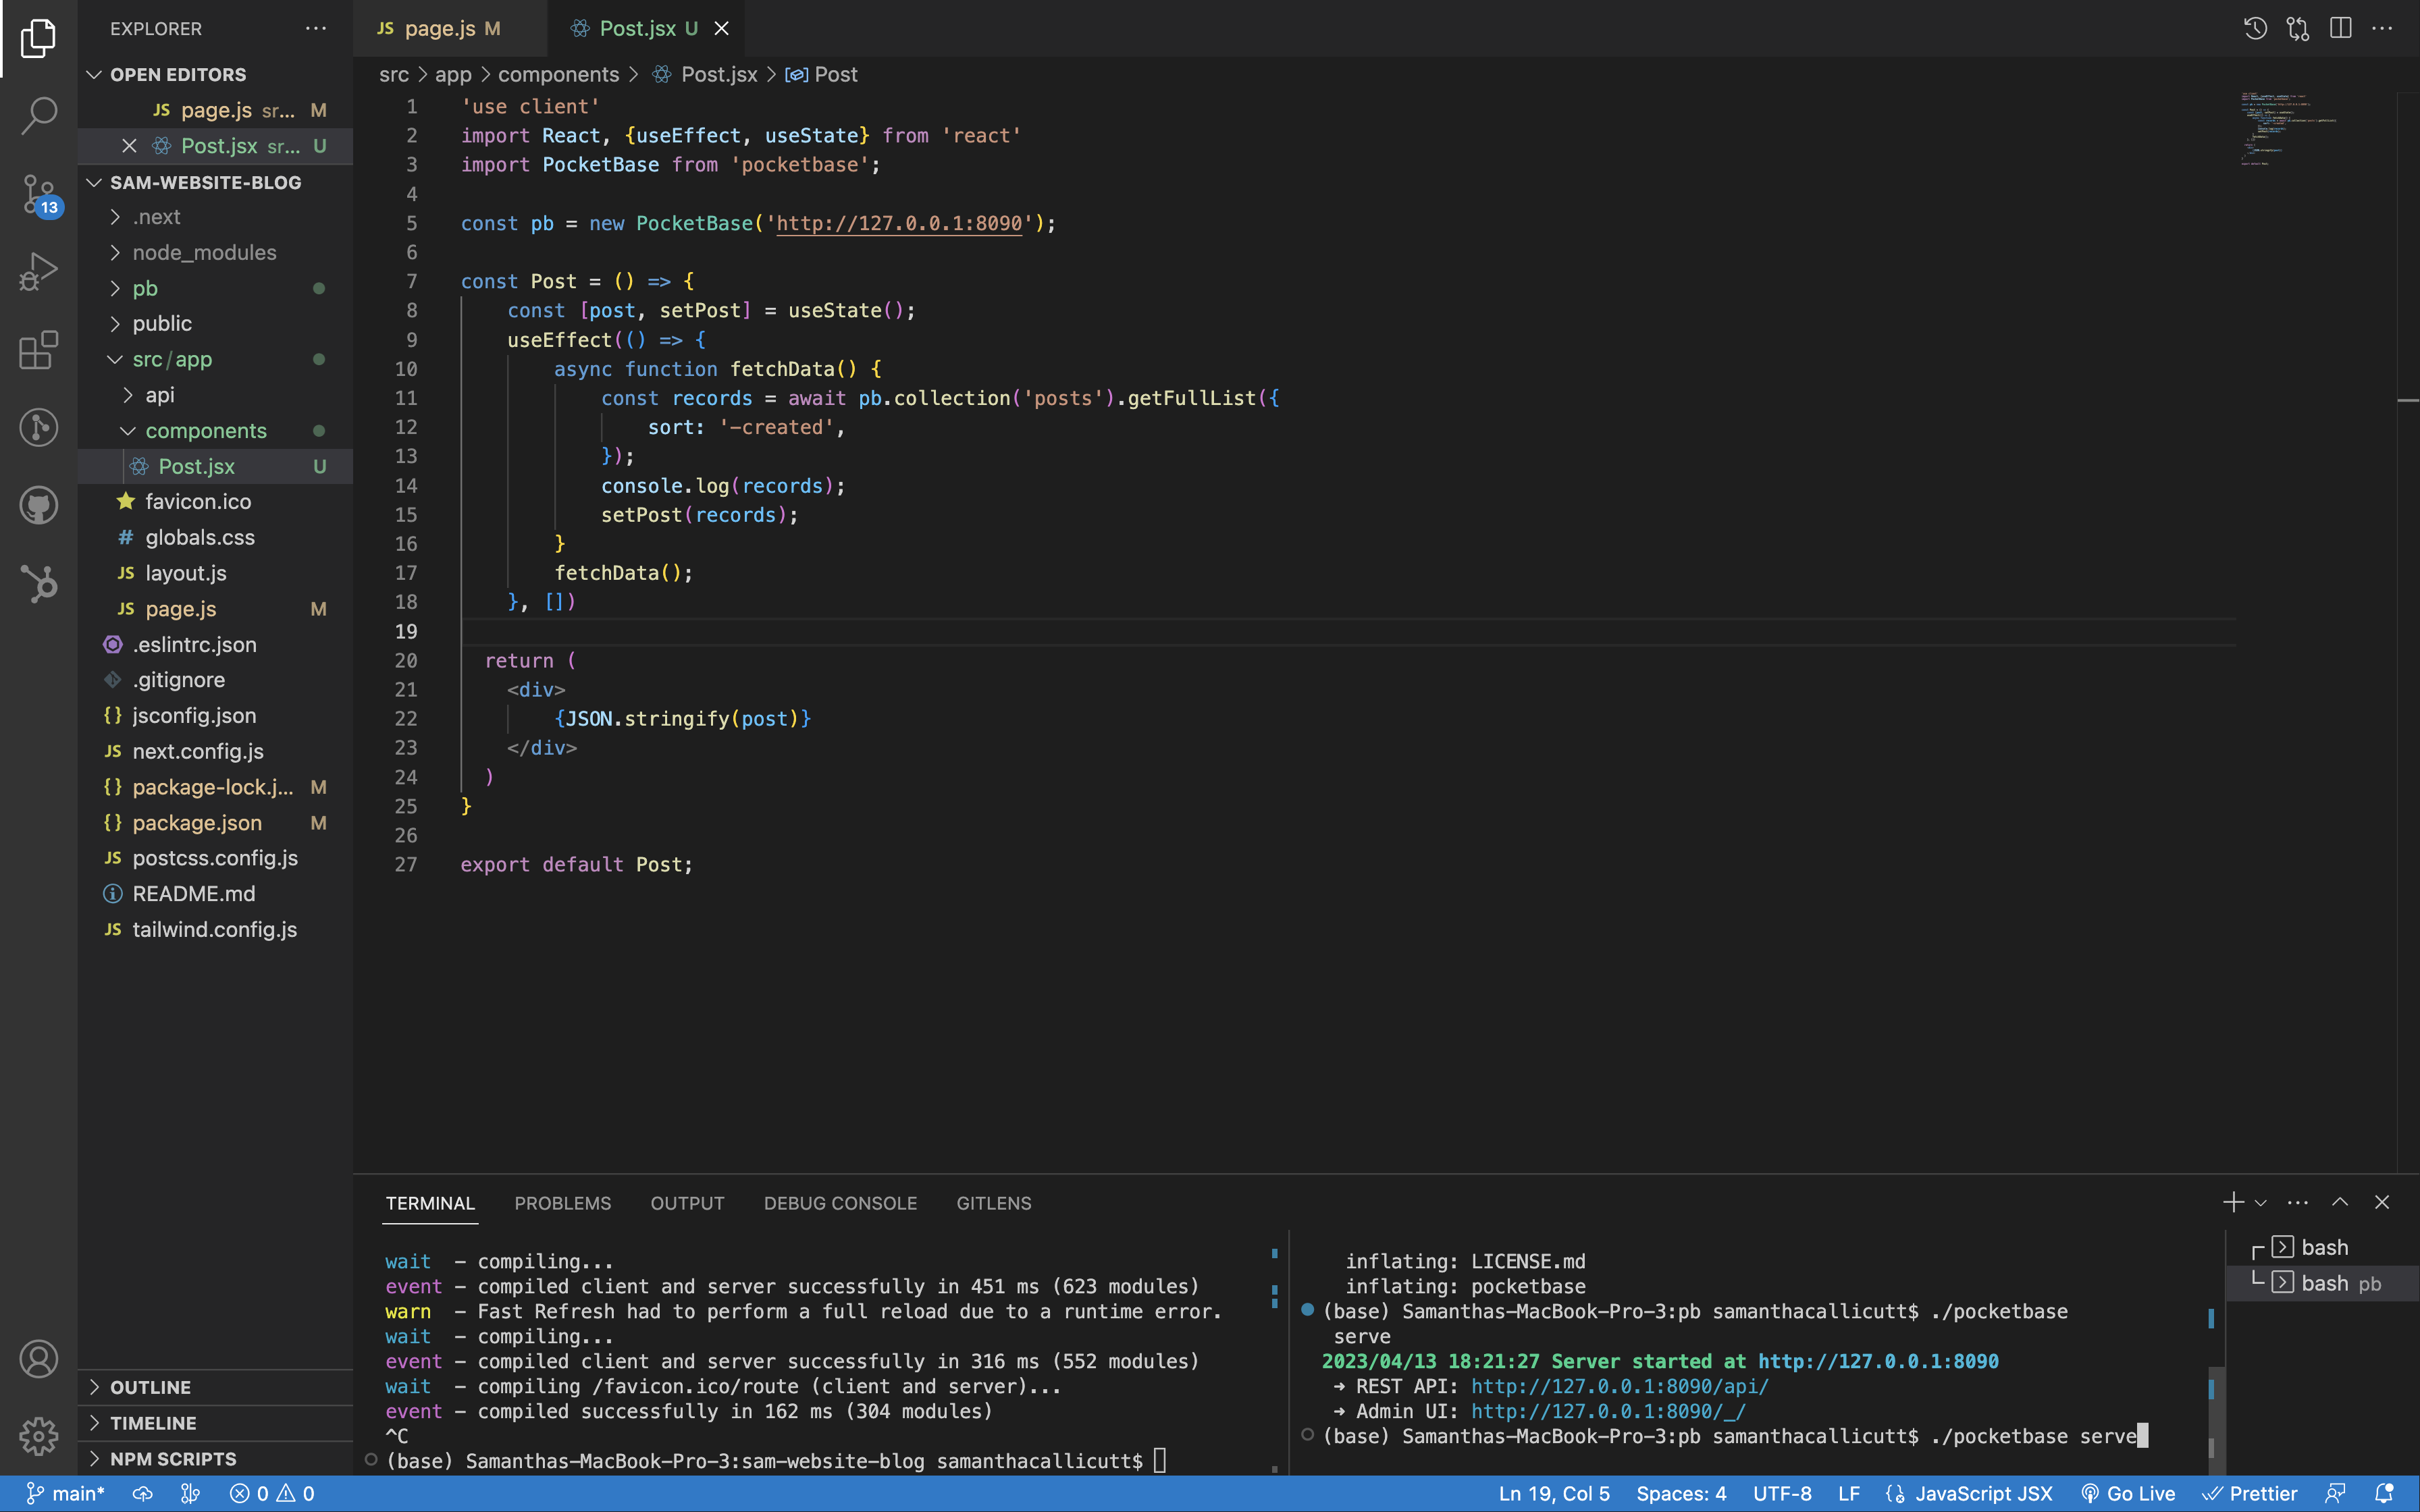 EXPLORER
OPEN EDITORS
JS page.js sr... M
Post.jsx sr... U
SAM-WEBSITE-BLOG
.next
node_modules
pb
public
src/app
api
components
Post.jsx U
favicon.ico
# globals.css
JS layout.js
JS page.js M
.eslintrc.json
.gitignore
{} jsconfig.json
JS next.config.js
{} package-lock.j... M
{} package.json M
JS postcss.config.js
README.md
JS tailwind.config.js
OUTLINE
TIMELINE
NPM SCRIPTS
13
JS page.js M
Post.jsx U
src > app > components > Post.jsx > Post
1 'use client'
2 import React, {useEffect, useState} from 'react'
3 import PocketBase from 'pocketbase';
4
5 const pb = new PocketBase('http://127.0.0.1:8090');
6
7 const Post = () => {
8 const [post, setPost] = useState();
9 useEffect(() => {
10 async function fetchData() {
11 const records = await pb.collection('posts').getFullList({
12 sort: '-created',
13 });
14 console.log(records);
15 setPost(records);
16 }
17 fetchData();
18 }, [])
19
20 return (
21 <div>
22 {JSON.stringify(post)}
23 </div>
24 )
25 }
26
27 export default Post;
TERMINAL PROBLEMS OUTPUT DEBUG CONSOLE GITLENS
wait - compiling...
event - compiled client and server successfully in 451 ms (623 modules)
warn - Fast Refresh had to perform a full reload due to a runtime error.
wait - compiling...
event - compiled client and server successfully in 316 ms (552 modules)
wait - compiling /favicon.ico/route (client and server)...
event - compiled successfully in 162 ms (304 modules)
^C
(base) Samanthas-MacBook-Pro-3:sam-website-blog samanthacallicutt$
inflating: LICENSE.md
inflating: pocketbase
(base) Samanthas-MacBook-Pro-3:pb samanthacallicutt$ ./pocketbase
serve
2023/04/13 18:21:27 Server started at http://127.0.0.1:8090
➜ REST API: http://127.0.0.1:8090/api/
➜ Admin UI: http://127.0.0.1:8090/_/
(base) Samanthas-MacBook-Pro-3:pb samanthacallicutt$ ./pocketbase serve
bash
bash pb
main* 0 0
Ln 19, Col 5 Spaces: 4 UTF-8 LF JavaScript JSX Go Live Prettier